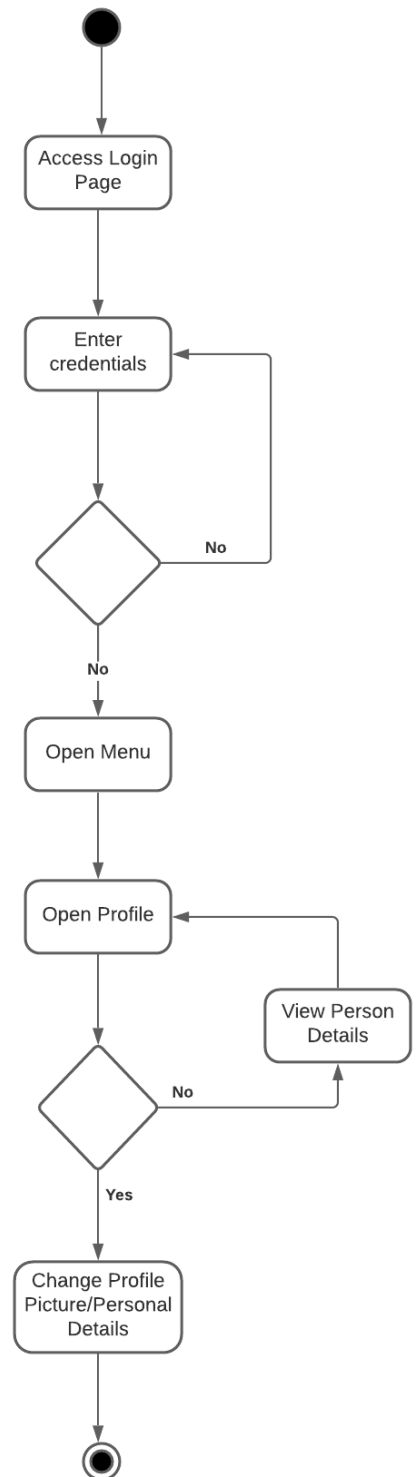 Access Login
Page
Enter
credentials
No
No
Open Menu
Open Profile
View Person
Details
No
Yes
Change Profile
Picture/Personal
Details